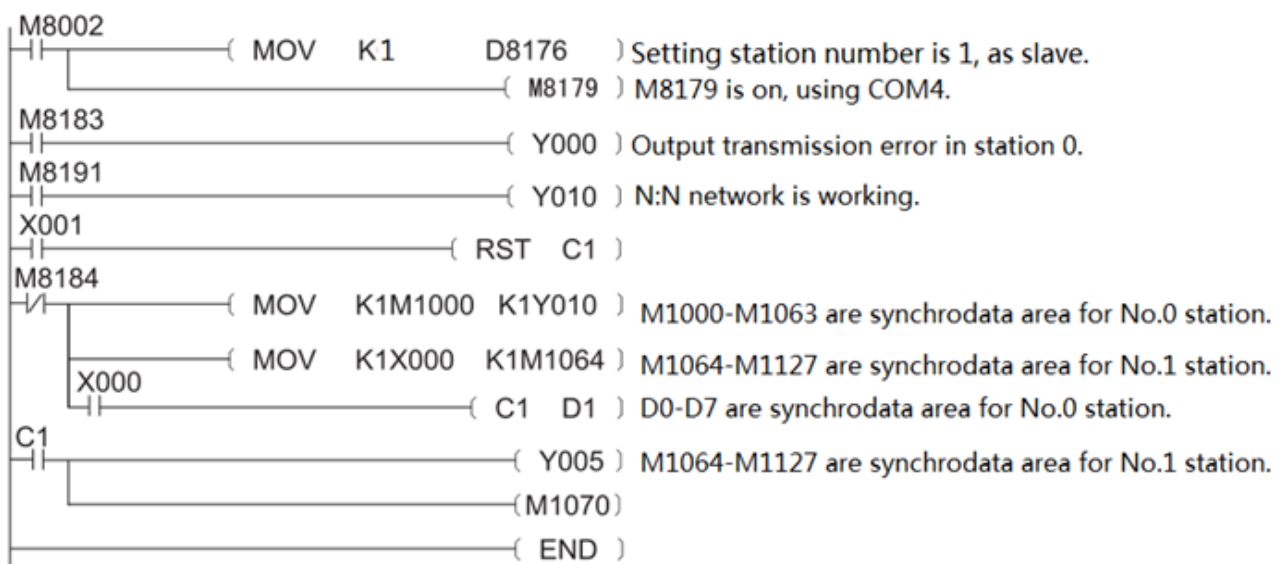 M8002
( MOV K1 D8176 ) Setting station number is 1, as slave.
( M8179 ) M8179 is on, using COM4.
M8183
( Y000 ) Output transmission error in station 0.
M8191
( Y010 ) N:N network is working.
X001
( RST C1 )
M8184
( MOV K1M1000 K1Y010 ) M1000-M1063 are synchrodata area for No.0 station.
( MOV K1X000 K1M1064 ) M1064-M1127 are synchrodata area for No.1 station.
X000
( C1 D1 ) D0-D7 are synchrodata area for No.0 station.
C1
( Y005 ) M1064-M1127 are synchrodata area for No.1 station.
(M1070)
( END )